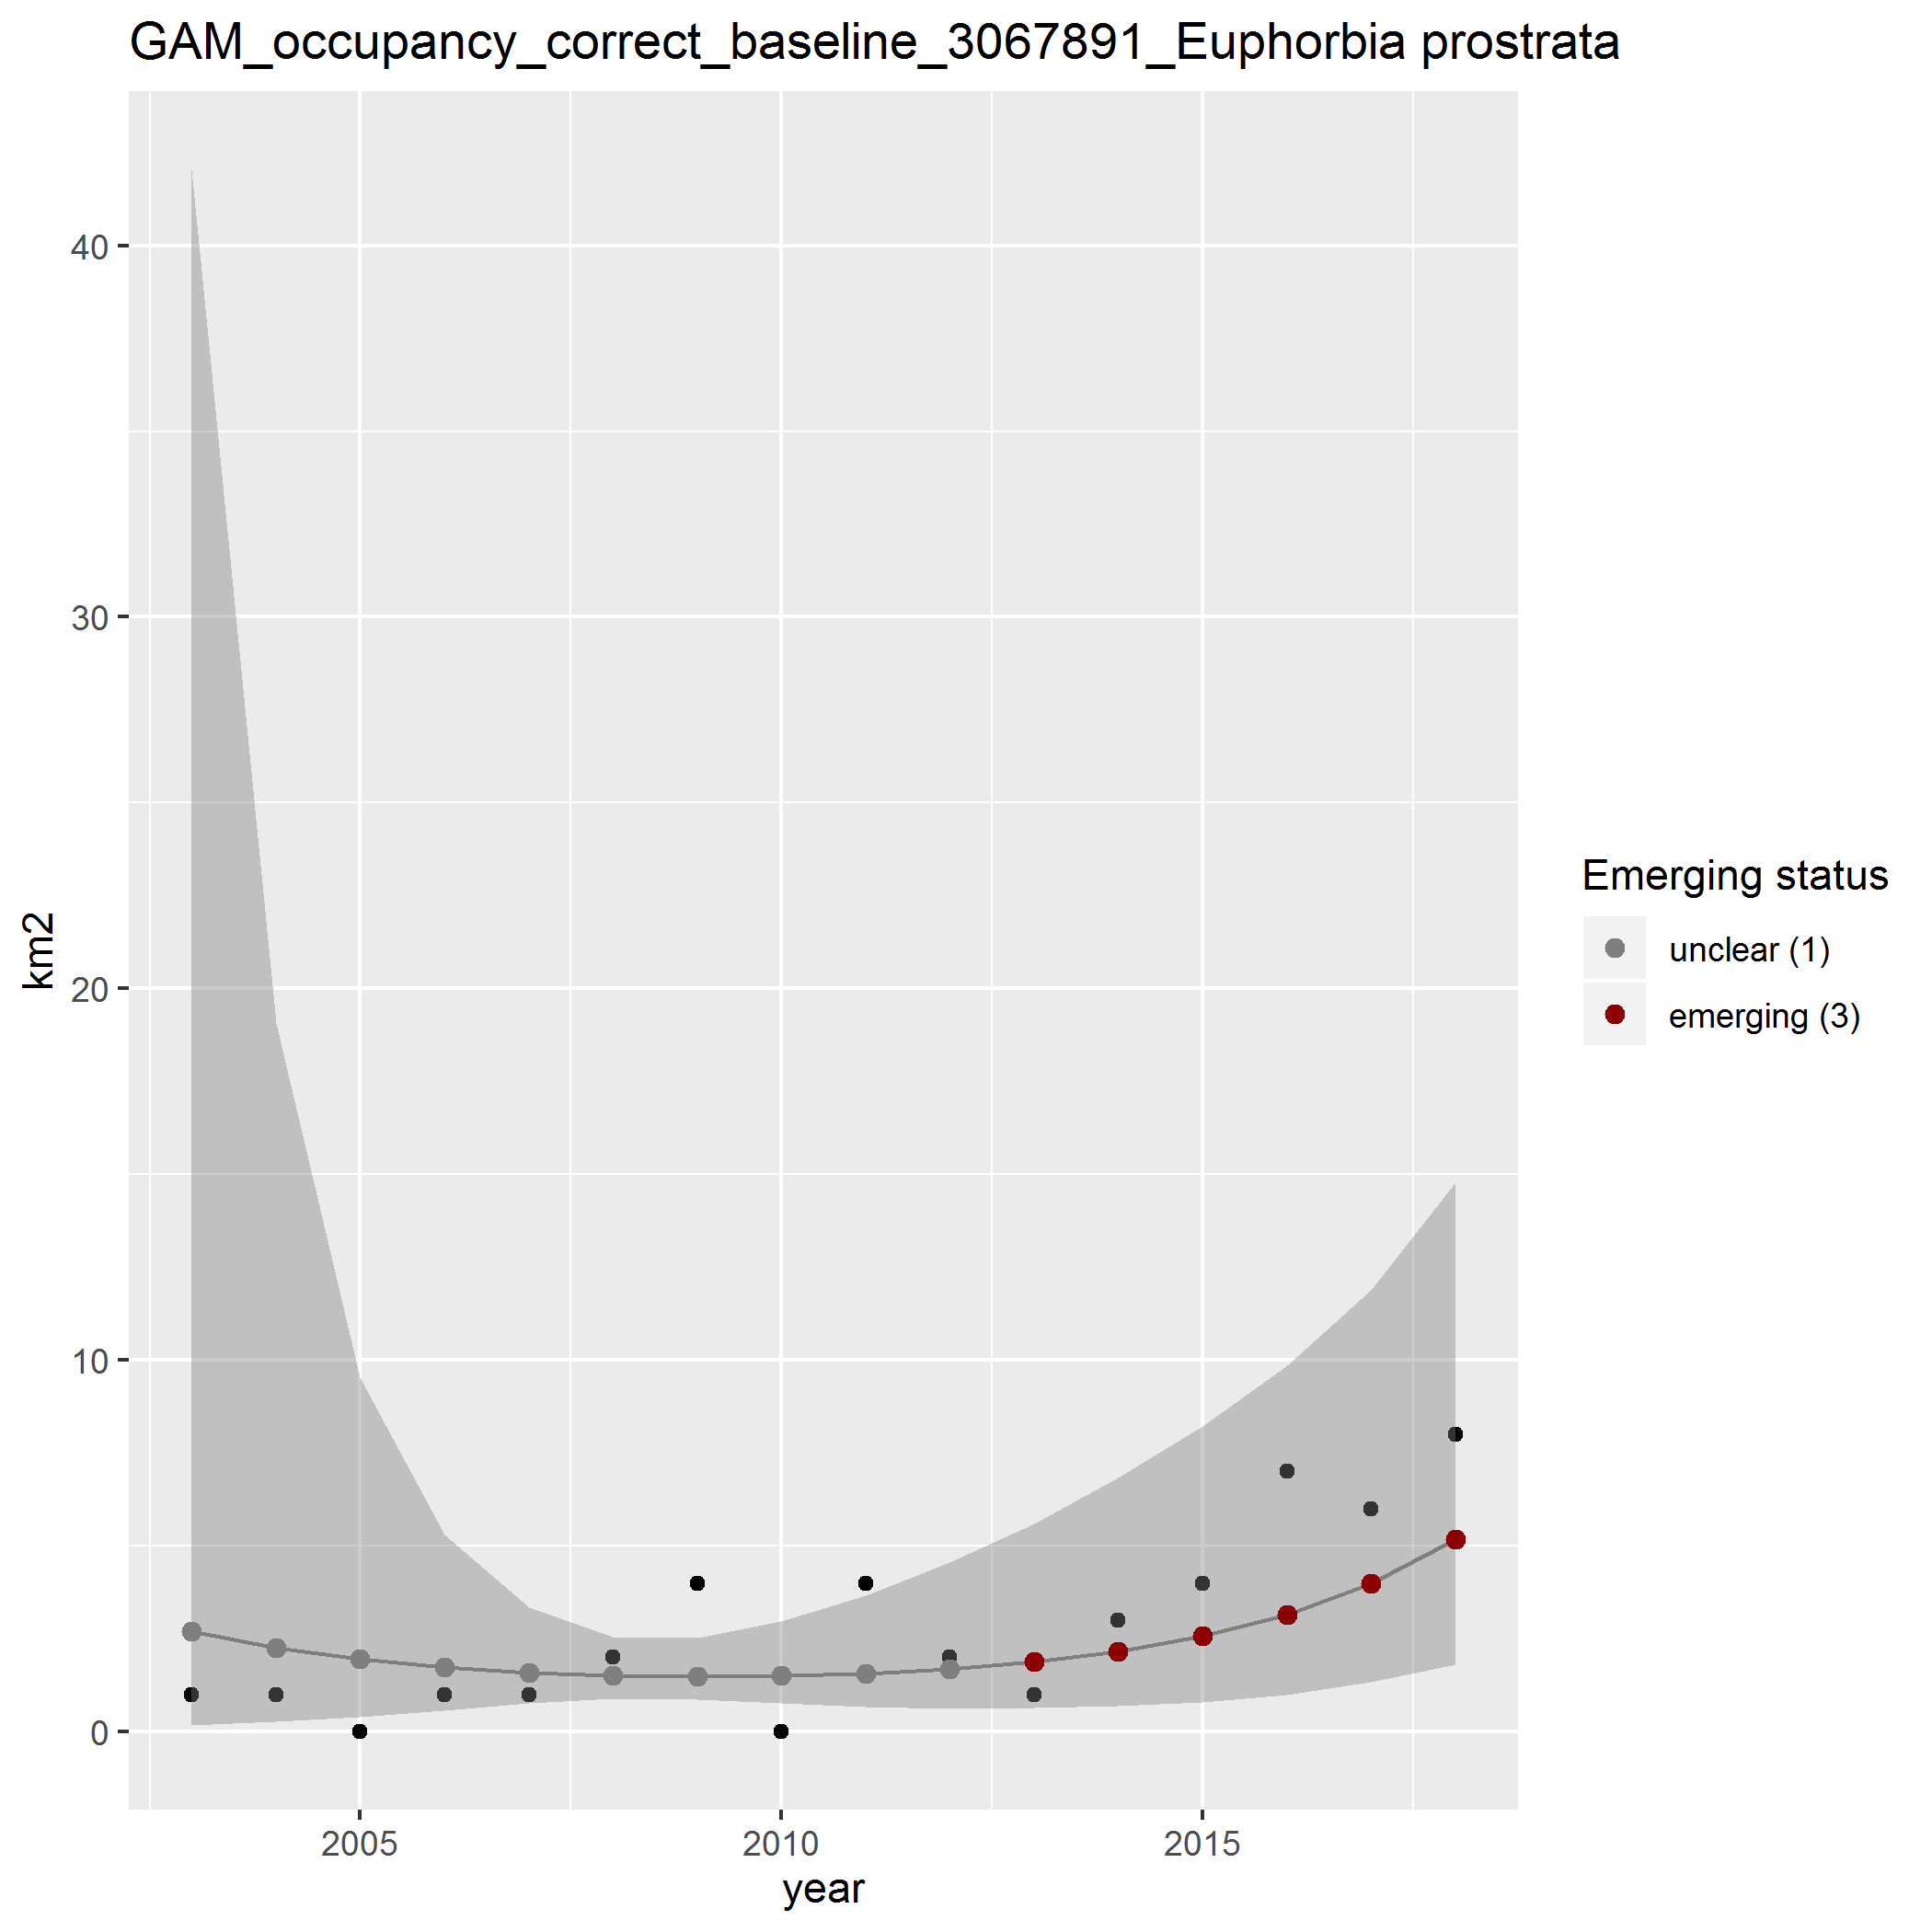 GAM_occupancy_correct_baseline_3067891_Euphorbia prostrata
40
30
20
10
0
km2
2005
2010
2015
year
Emerging status
unclear (1)
emerging (3)